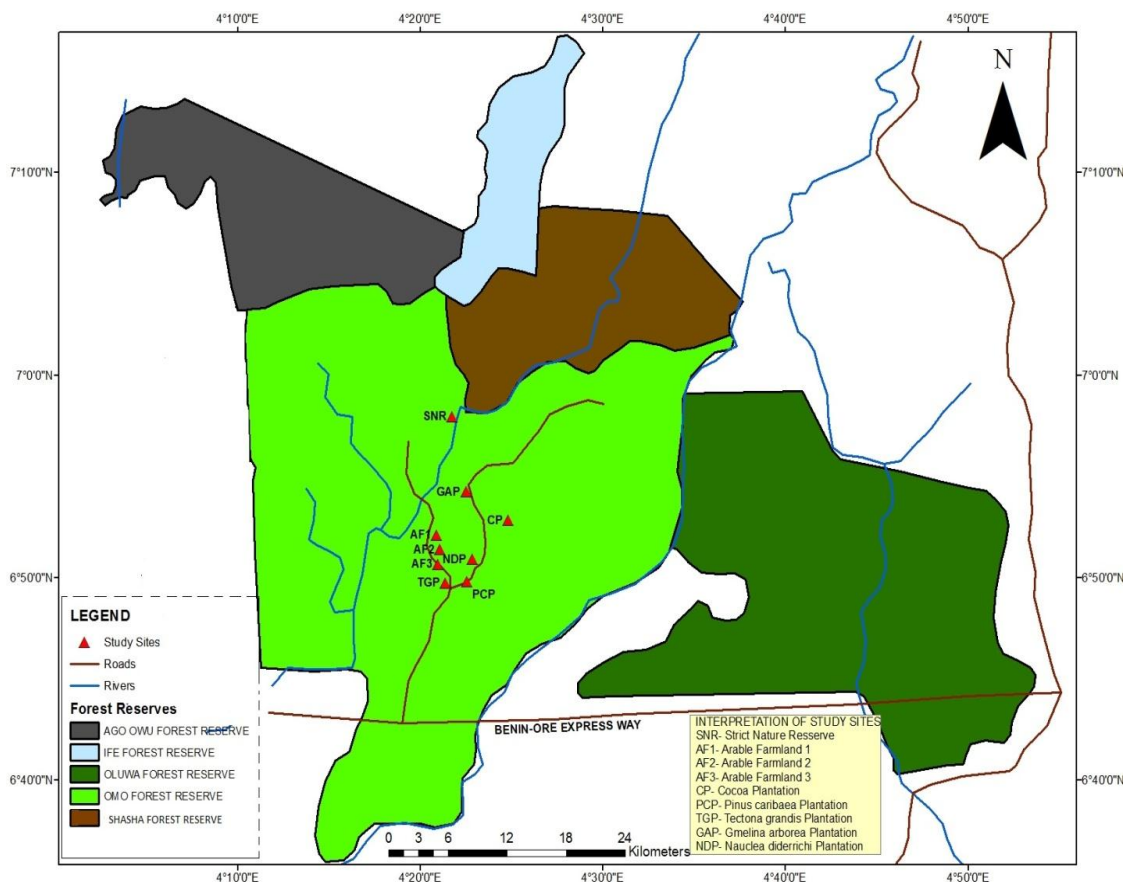 4°10'0"E 4°20'0"E 4°30'0"E 4°40'0"E 4°50'0"E
N
7°10'0"N 7°10'0"N
7°0'0"N 7°0'0"N
SNR
GAP
CP
AF1
AF2
NDP
AF3
TGP
PCP
6°50'0"N 6°50'0"N
LEGEND
Study Sites
Roads
Rivers
Forest Reserves
AGO OWU FOREST RESERVE
IFE FOREST RESERVE
OLUWA FOREST RESERVE
OMO FOREST RESERVE
SHASHA FOREST RESERVE
BENIN-ORE EXPRESS WAY
INTERPRETATION OF STUDY SITES
SNR- Strict Nature Resserve
AF1- Arable Farmland 1
AF2- Arable Farmland 2
AF3- Arable Farmland 3
CP- Cocoa Plantation
PCP- Pinus caribaea Plantation
TGP- Tectona grandis Plantation
GAP- Gmelina arborea Plantation
NDP- Nauclea diderrichi Plantation
6°40'0"N 6°40'0"N
0 3 6 12 18 24
Kilometers
4°10'0"E 4°20'0"E 4°30'0"E 4°40'0"E 4°50'0"E